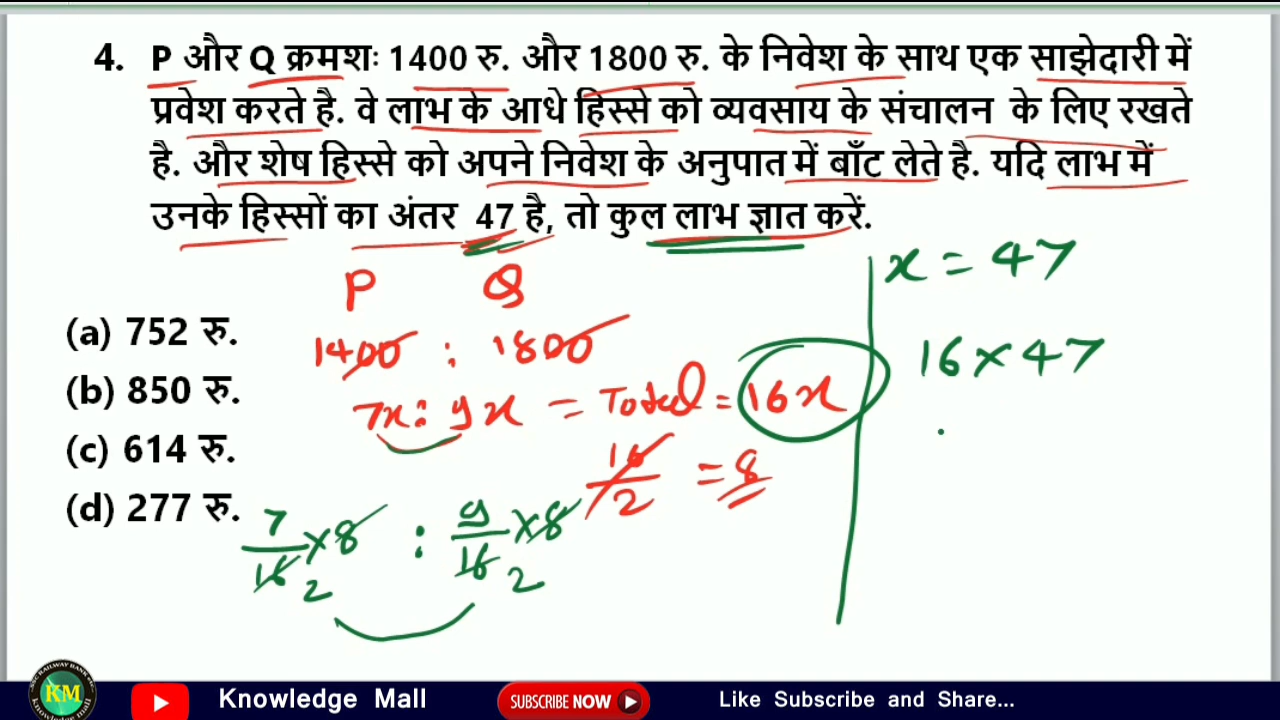 4. P और Q क्रमशः 1400 रु. और 1800 रु. के निवेश के साथ एक साझेदारी में
प्रवेश करते है. वे लाभ के आधे हिस्से को व्यवसाय के संचालन के लिए रखते
है. और शेष हिस्से को अपने निवेश के अनुपात में बाँट लेते है. यदि लाभ में
उनके हिस्सों का अंतर 47 है, तो कुल लाभ ज्ञात करें.
P Q
1400 : 1800
7x : 9x = Total = 16x
16/2 = 8
7/16 × 8 : 9/16 × 8
2 2
x = 47
16 × 47
(a) 752 रु.
(b) 850 रु.
(c) 614 रु.
(d) 277 रु.
KM
knowledge mall
Knowledge Mall
SUBSCRIBE NOW
Like Subscribe and Share...